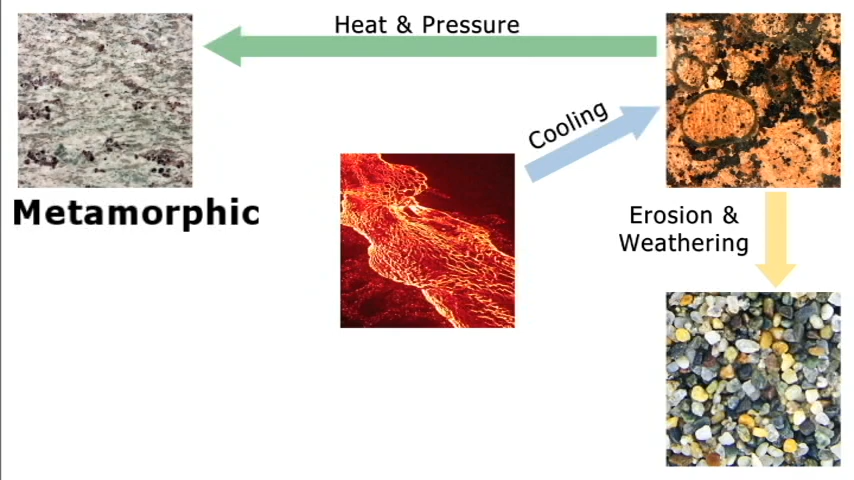 Heat & Pressure
Cooling
Metamorphic
Erosion &
Weathering